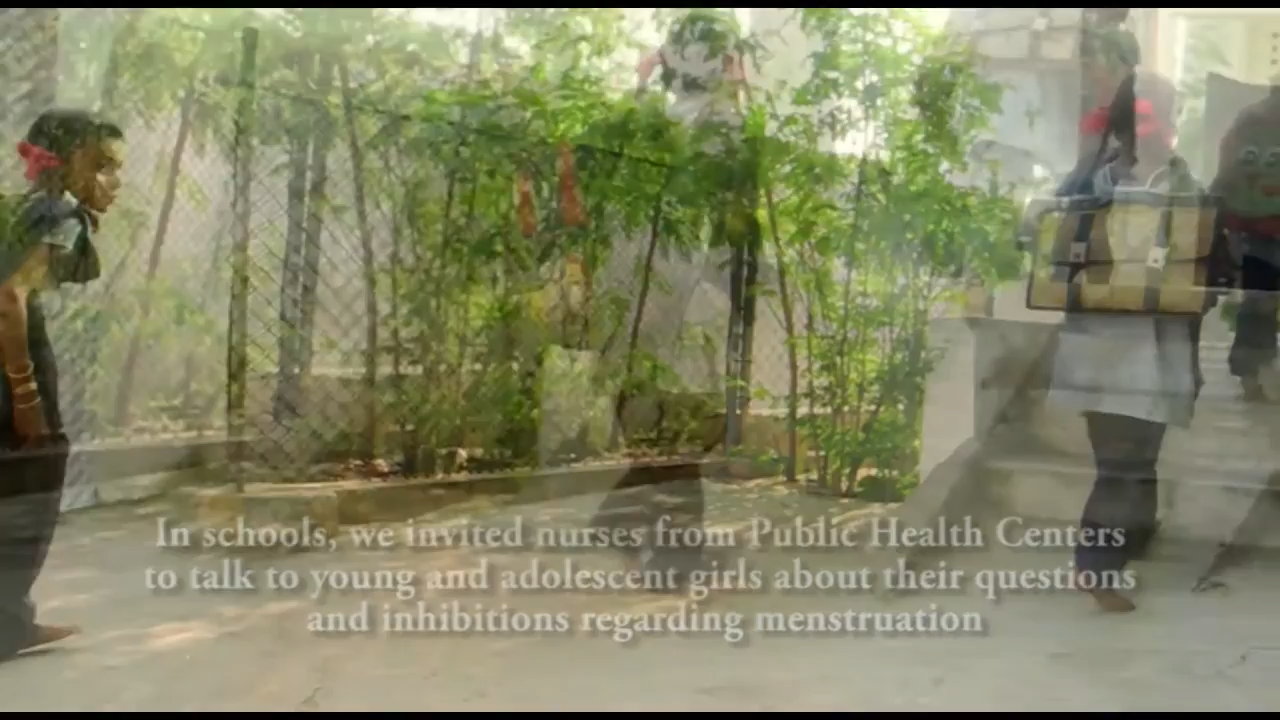 In schools, we invited nurses from Public Health Centers
to talk to young and adolescent girls about their questions
and inhibitions regarding menstruation